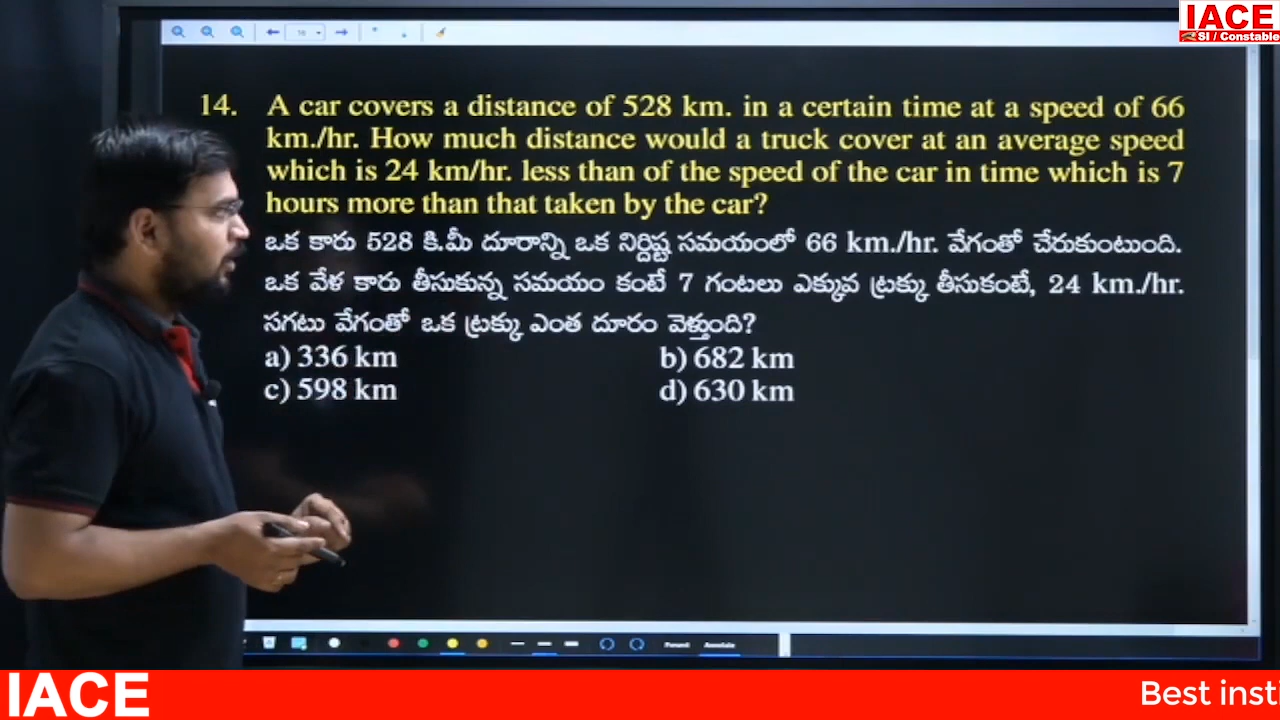 IACE
SI / Constable
14. A car covers a distance of 528 km. in a certain time at a speed of 66
km./hr. How much distance would a truck cover at an average speed
which is 24 km/hr. less than of the speed of the car in time which is 7
hours more than that taken by the car?
ఒక కారు 528 కి.మీ దూరాన్ని ఒక నిర్దిష్ట సమయంలో 66 km./hr. వేగంతో చేరుకుంటుంది.
ఒక వేళ కారు తీసుకున్న సమయం కంటే 7 గంటలు ఎక్కువ ట్రక్కు తీసుకంటే, 24 km./hr.
సగటు వేగంతో ఒక ట్రక్కు ఎంత దూరం వెళ్తుంది?
a) 336 km b) 682 km
c) 598 km d) 630 km
Present Annotate
IACE
Best insti